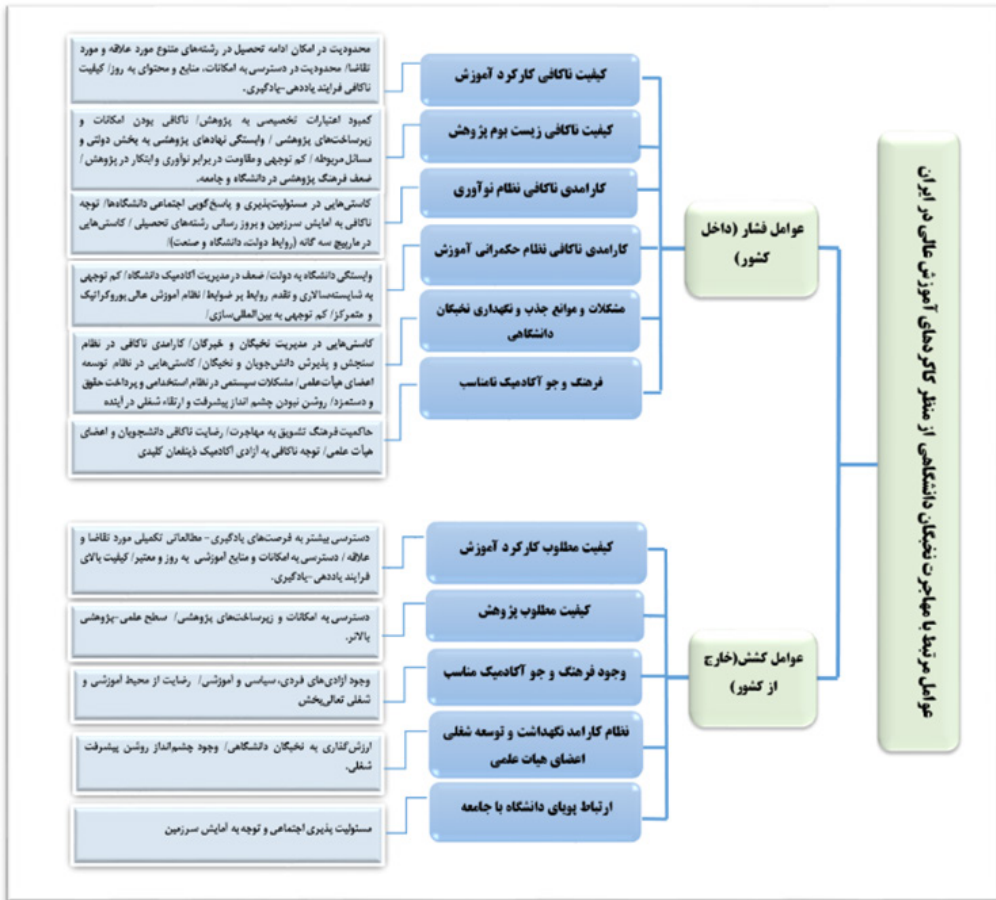 عوامل مرتبط با مهاجرت نخبگان دانشگاهی از منظر کارکردهای آموزش عالی در ایران
عوامل فشار (داخل
کشور)
کیفیت ناکافی کارکرد آموزش
محدودیت در امکان ادامه تحصیل در رشته‌های متنوع مورد علاقه و مورد
تقاضا/ محدودیت در دسترسی به امکانات، منابع و محتوای به روز/ کیفیت
ناکافی فرایند یاددهی-یادگیری.
کیفیت ناکافی زیست بوم پژوهش
کمبود اعتبارات تخصیصی به پژوهش/ ناکافی بودن امکانات و
زیرساخت‌های پژوهشی / وابستگی نهادهای پژوهشی به بخش دولتی و
مسائل مربوطه / کم توجهی و مقاومت در برابر نوآوری و ابتکار در پژوهش /
ضعف فرهنگ پژوهشی در دانشگاه و جامعه.
کارامدی ناکافی نظام نوآوری
کاستی‌هایی در مسئولیت‌پذیری و پاسخ‌گویی اجتماعی دانشگاه‌ها/ توجه
ناکافی به آمایش سرزمین و بروز رسانی رشته‌های تحصیلی / کاستی‌هایی
در مارپیچ سه گانه (روابط دولت، دانشگاه و صنعت)/
کارامدی ناکافی نظام حکمرانی آموزش
وابستگی دانشگاه به دولت/ ضعف در مدیریت آکادمیک دانشگاه/ کم توجهی
به شایسته‌سالاری و تقدم روابط بر ضوابط/ نظام آموزش عالی بوروکراتیک
و متمرکز/ کم توجهی به بین‌المللی‌سازی/
مشکلات و موانع جذب و نگهداری نخبگان
دانشگاهی
کاستی‌هایی در مدیریت نخبگان و خبرگان/ کارامدی ناکافی در نظام
سنجش و پذیرش دانش‌جویان و نخبگان/ کاستی‌هایی در نظام توسعه
اعضای هیأت‌علمی/ مشکلات سیستمی در نظام استخدامی و پرداخت حقوق
و دستمزد/ روشن نبودن چشم انداز پیشرفت و ارتقاء شغلی در آینده
فرهنگ و جو آکادمیک نامناسب
حاکمیت فرهنگ تشویق به مهاجرت/ رضایت ناکافی دانشجویان و اعضای
هیأت علمی/ توجه ناکافی به آزادی آکادمیک ذینفعان کلیدی
عوامل کشش(خارج
از کشور)
کیفیت مطلوب کارکرد آموزش
دسترسی بیشتر به فرصت‌های یادگیری- مطالعاتی تکمیلی مورد تقاضا و
علاقه / دسترسی به امکانات و منابع آموزشی به روز و معتبر/ کیفیت بالای
فرایند یاددهی-یادگیری.
کیفیت مطلوب پژوهش
دسترسی به امکانات و زیرساخت‌های پژوهشی/ سطح علمی-پژوهشی
بالاتر.
وجود فرهنگ و جو آکادمیک مناسب
وجود آزادی‌های فردی، سیاسی و آموزشی/ رضایت از محیط آموزشی و
شغلی تعالی‌بخش
نظام کارامد نگهداشت و توسعه شغلی
اعضای هیات علمی
ارزش‌گذاری به نخبگان دانشگاهی/ وجود چشم‌انداز روشن پیشرفت
شغلی.
ارتباط پویای دانشگاه با جامعه
مسئولیت پذیری اجتماعی و توجه به آمایش سرزمین